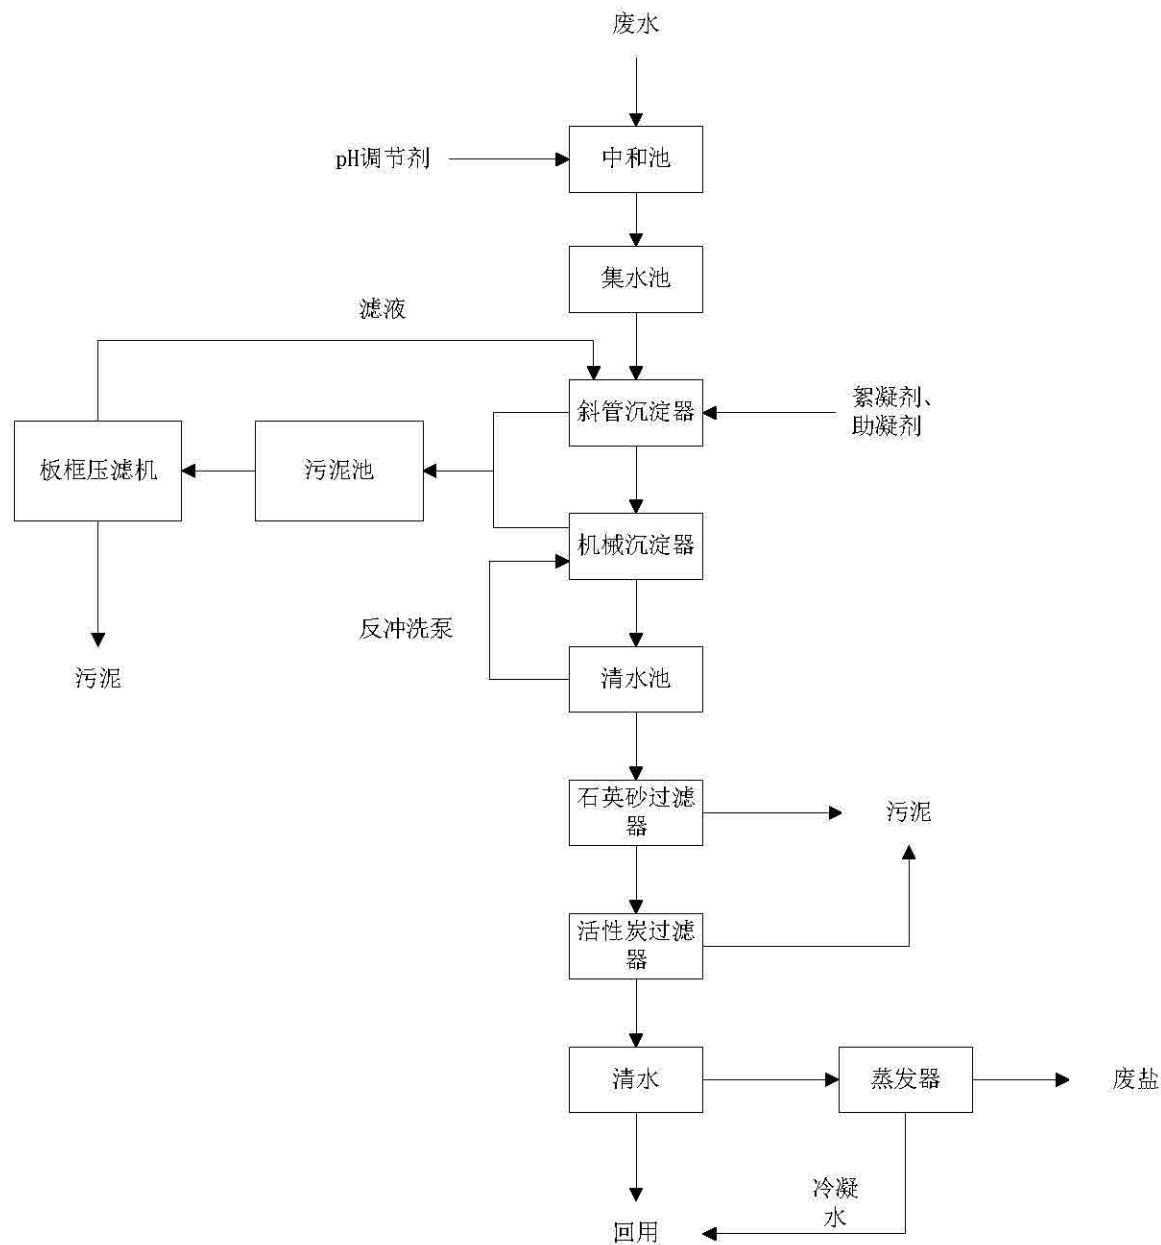 废水
pH调节剂
中和池
集水池
滤液
斜管沉淀器
絮凝剂、
助凝剂
板框压滤机
污泥池
机械沉淀器
反冲洗泵
污泥
清水池
石英砂过滤
器
污泥
活性炭过滤
器
清水
蒸发器
废盐
冷凝
水
回用